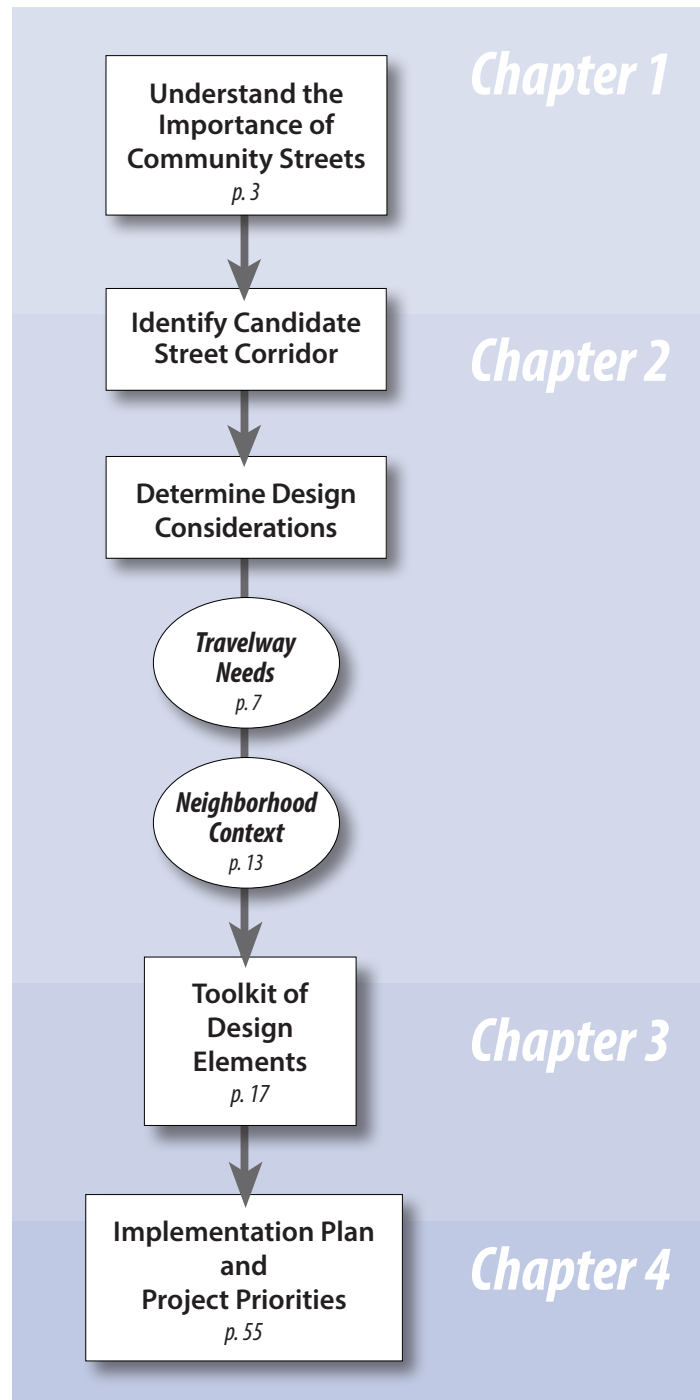 Chapter 1
Understand the
Importance of
Community Streets
p. 3
Identify Candidate
Street Corridor
Chapter 2
Determine Design
Considerations
Travelway
Needs
p. 7
Neighborhood
Context
p. 13
Toolkit of
Design
Elements
p. 17
Chapter 3
Implementation Plan
and
Project Priorities
p. 55
Chapter 4